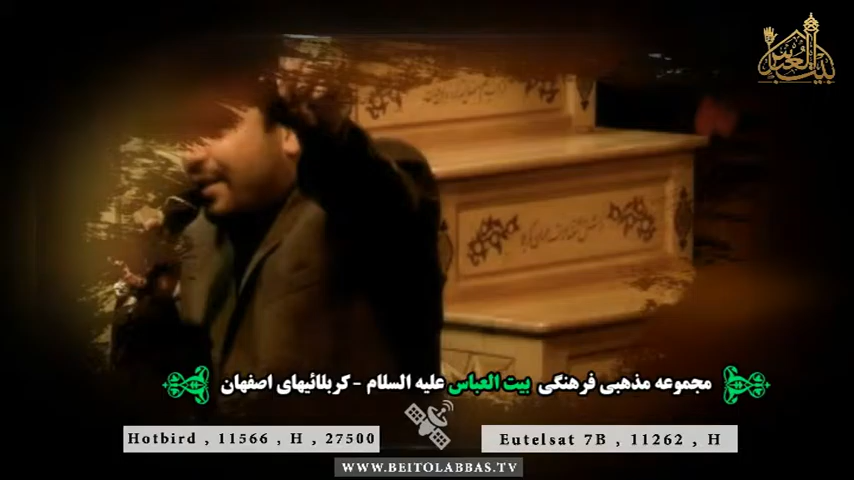 بیت العباس
مجموعه مذهبی فرهنگی بیت العباس علیه السلام - کربلائیهای اصفهان
Hotbird , 11566 , H , 27500
Eutelsat 7B , 11262 , H
WWW.BEITOLABBAS.TV